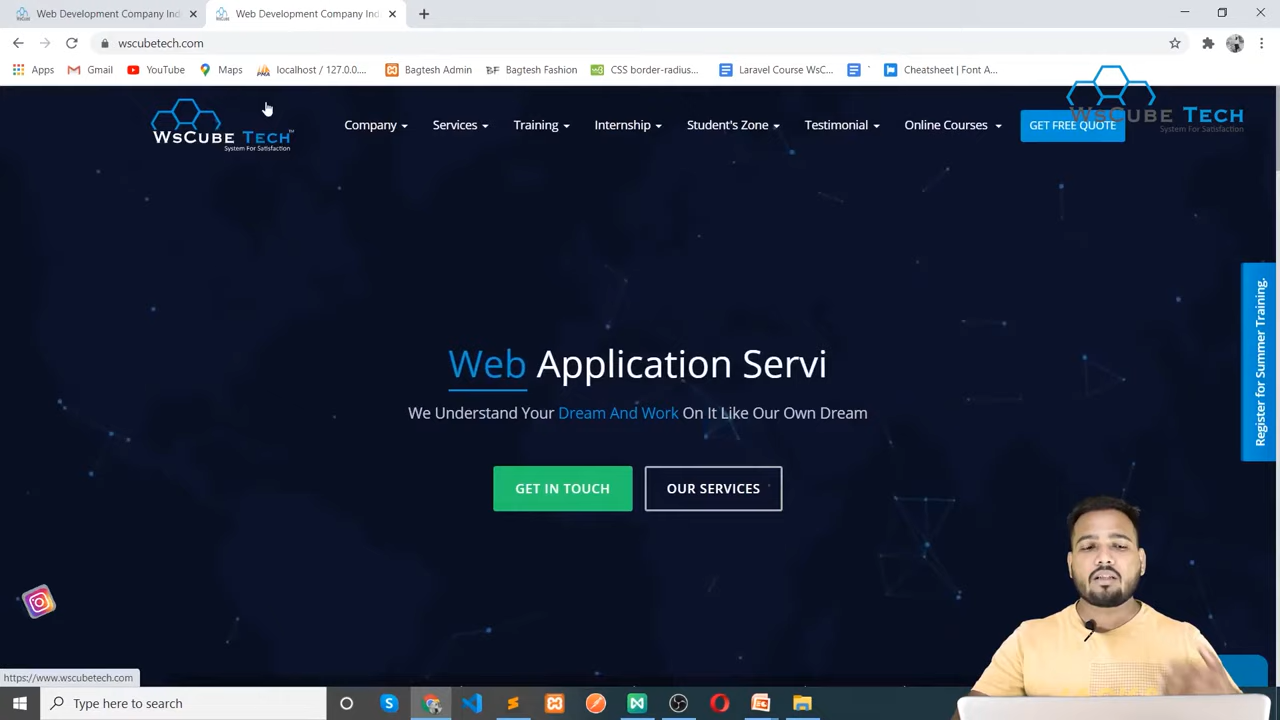 Web Development Company Ind
Web Development Company Ind
wscubetech.com
Apps
Gmail
YouTube
Maps
localhost / 127.0.0....
Bagtesh Admin
BF Bagtesh Fashion
CSS border-radius...
Laravel Course WsC...
Cheatsheet | Font A...
WsCube Tech
System For Satisfaction
Company
Services
Training
Internship
Student's Zone
Testimonial
Online Courses
GET FREE QUOTE
WsCube Tech
System For Satisfaction
Register for Summer Training.
Web Application Servi
We Understand Your Dream And Work On It Like Our Own Dream
GET IN TOUCH
OUR SERVICES
https://www.wscubetech.com
Type here to search